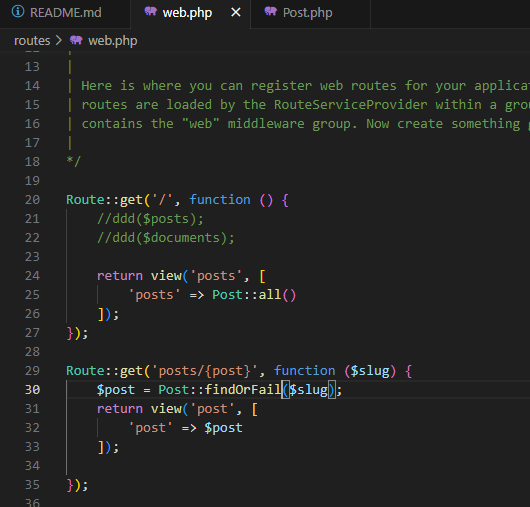 README.md
web.php
Post.php
routes > web.php
13 |
14 | Here is where you can register web routes for your
15 | routes are loaded by the RouteServiceProvider within a
16 | contains the "web" middleware group. Now create something
17 |
18 */
19
20 Route::get('/', function () {
21 //ddd($posts);
22 //ddd($documents);
23
24 return view('posts', [
25 'posts' => Post::all()
26 ]);
27 });
28
29 Route::get('posts/{post}', function ($slug) {
30 $post = Post::findOrFail($slug);
31 return view('post', [
32 'post' => $post
33 ]);
34
35 });
36